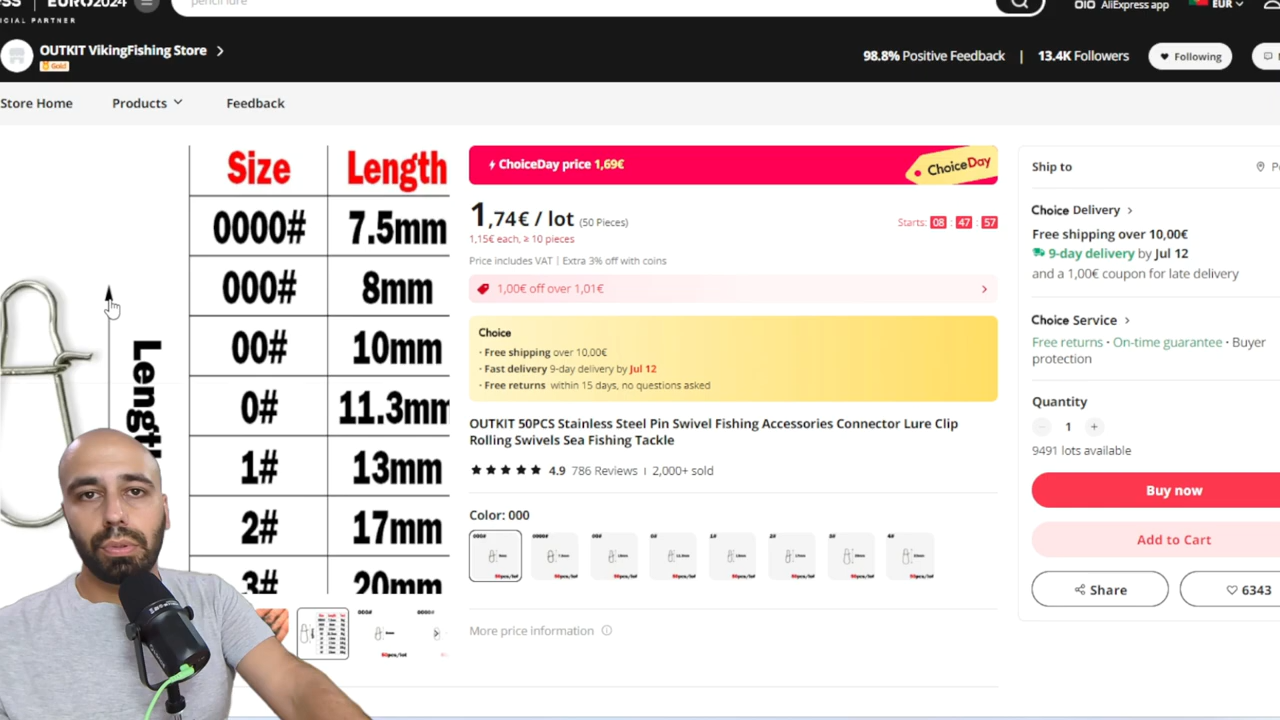 EURO2024
pencil lure
AliExpress app
EUR
CIAL PARTNER
OUTKIT VikingFishing Store
Gold
98.8% Positive Feedback | 13.4K Followers
Following
Store Home
Products
Feedback
Size Length
0000# 7.5mm
000# 8mm
00# 10mm
0# 11.3mm
1# 13mm
2# 17mm
3# 20mm
Length
ChoiceDay price 1,69€
ChoiceDay
1,74€ / lot (50 Pieces)
Starts: 08 : 47 : 57
1,15€ each, ≥ 10 pieces
Price includes VAT | Extra 3% off with coins
1,00€ off over 1,01€
Choice
· Free shipping over 10,00€
· Fast delivery 9-day delivery by Jul 12
· Free returns within 15 days, no questions asked
OUTKIT 50PCS Stainless Steel Pin Swivel Fishing Accessories Connector Lure Clip
Rolling Swivels Sea Fishing Tackle
4.9 786 Reviews | 2,000+ sold
Color: 000
More price information
Ship to
Choice Delivery
Free shipping over 10,00€
9-day delivery by Jul 12
and a 1,00€ coupon for late delivery
Choice Service
Free returns · On-time guarantee · Buyer
protection
Quantity
1
9491 lots available
Buy now
Add to Cart
Share
6343